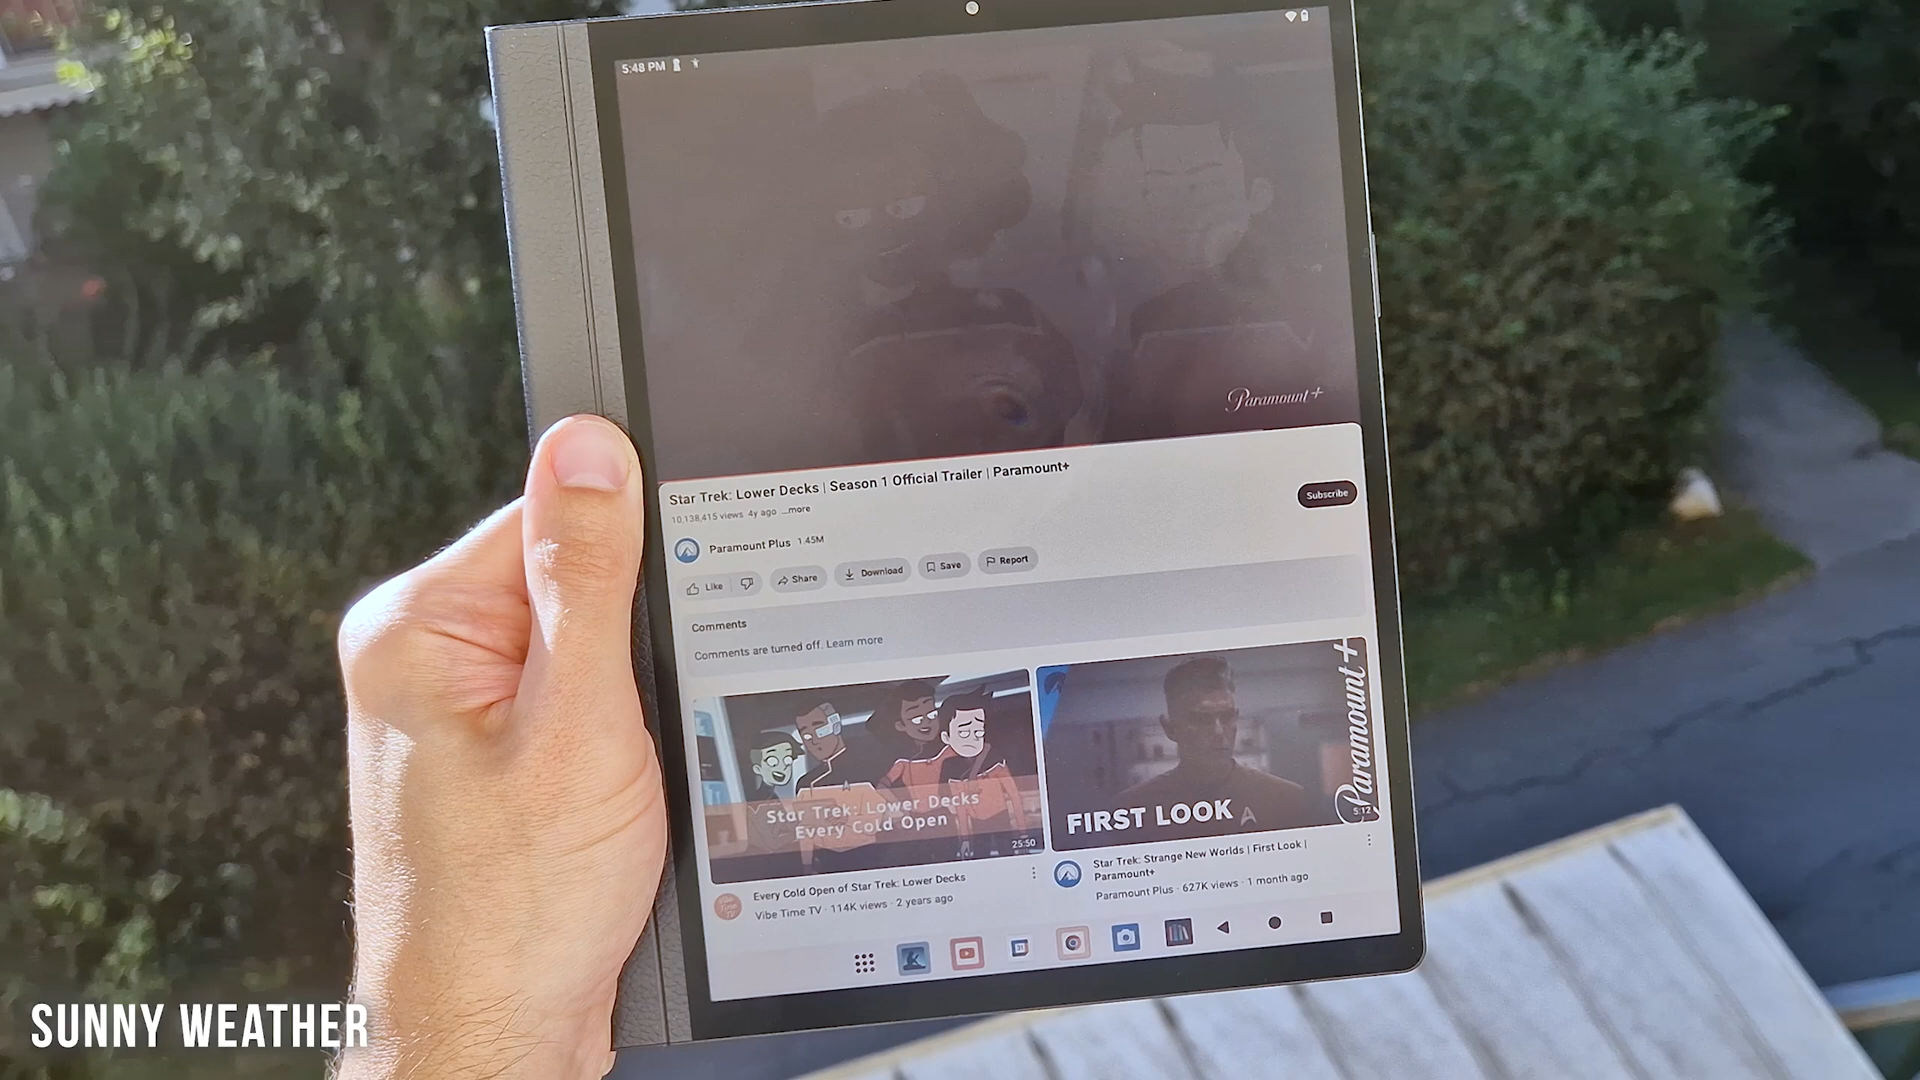 5:48 PM
Paramount+
Star Trek: Lower Decks | Season 1 Official Trailer | Paramount+
10,138,415 views 4y ago ...more
Subscribe
Paramount Plus 1.45M
Like
Share
Download
Save
Report
Comments
Comments are turned off. Learn more
Star Trek: Lower Decks
Every Cold Open
25:50
Paramount+
FIRST LOOK
5:12
Every Cold Open of Star Trek: Lower Decks
Vibe Time TV · 114K views · 2 years ago
Star Trek: Strange New Worlds | First Look |
Paramount+
Paramount Plus · 627K views · 1 month ago
31
SUNNY WEATHER